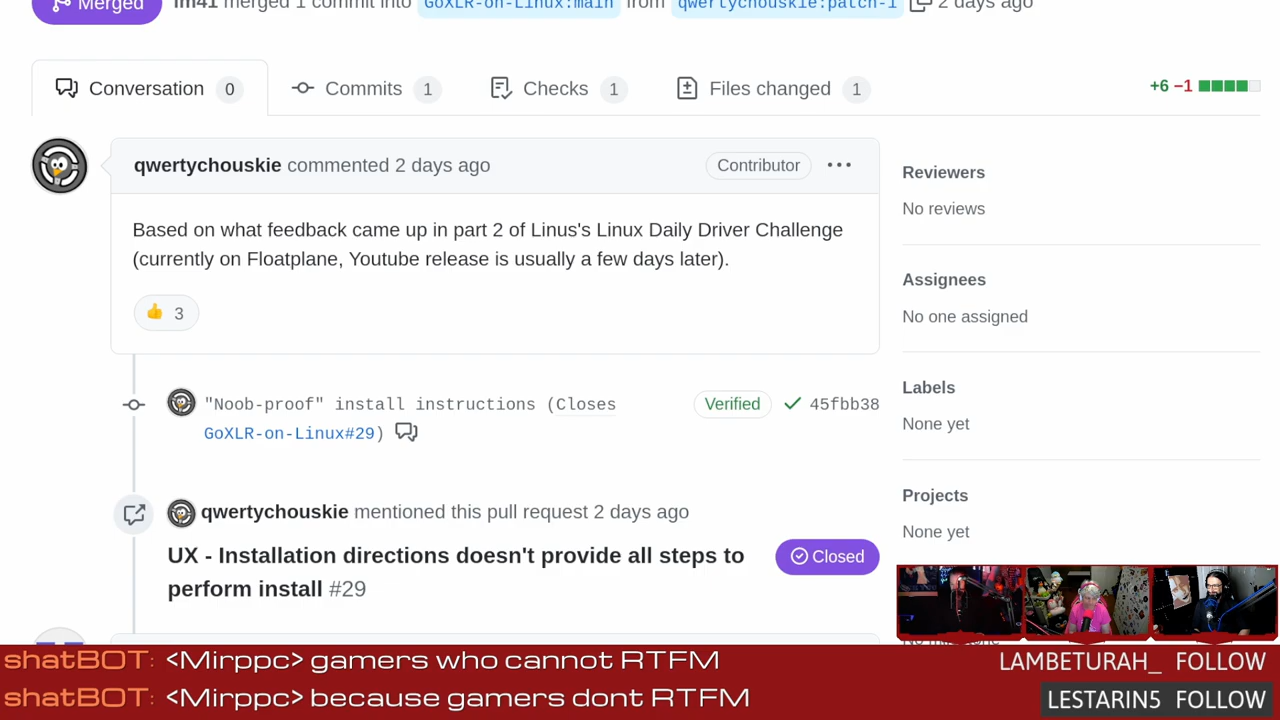 Merged
lm41 merged 1 commit into GoXLR-on-Linux:main from qwertychouskie:patch-1 2 days ago
Conversation 0 Commits 1 Checks 1 Files changed 1 +6 −1
qwertychouskie commented 2 days ago Contributor
Based on what feedback came up in part 2 of Linus's Linux Daily Driver Challenge
(currently on Floatplane, Youtube release is usually a few days later).
👍 3
"Noob-proof" install instructions (Closes Verified 45fbb38
GoXLR-on-Linux#29)
qwertychouskie mentioned this pull request 2 days ago
UX - Installation directions doesn't provide all steps to Closed
perform install #29
Reviewers
No reviews
Assignees
No one assigned
Labels
None yet
Projects
None yet
shatBOT: <Mirppc> gamers who cannot RTFM
shatBOT: <Mirppc> because gamers dont RTFM
LAMBETURAH_ FOLLOW
LESTARIN5 FOLLOW